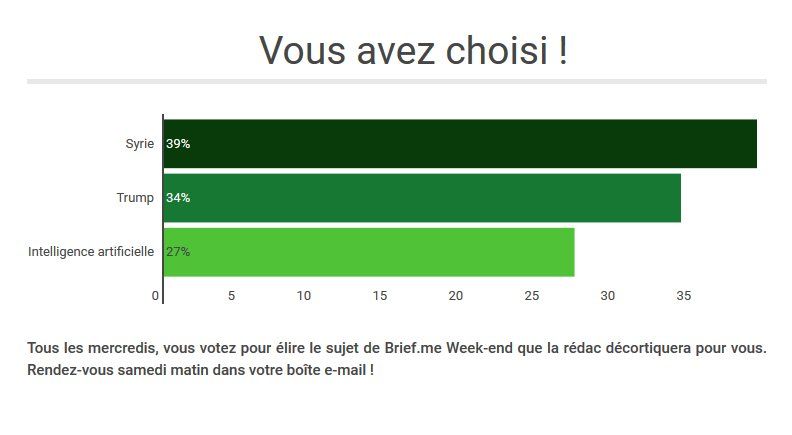 Vous avez choisi !
Syrie 39%
Trump 34%
Intelligence artificielle 27%
0 5 10 15 20 25 30 35
Tous les mercredis, vous votez pour élire le sujet de Brief.me Week-end que la rédac décortiquera pour vous.
Rendez-vous samedi matin dans votre boîte e-mail !